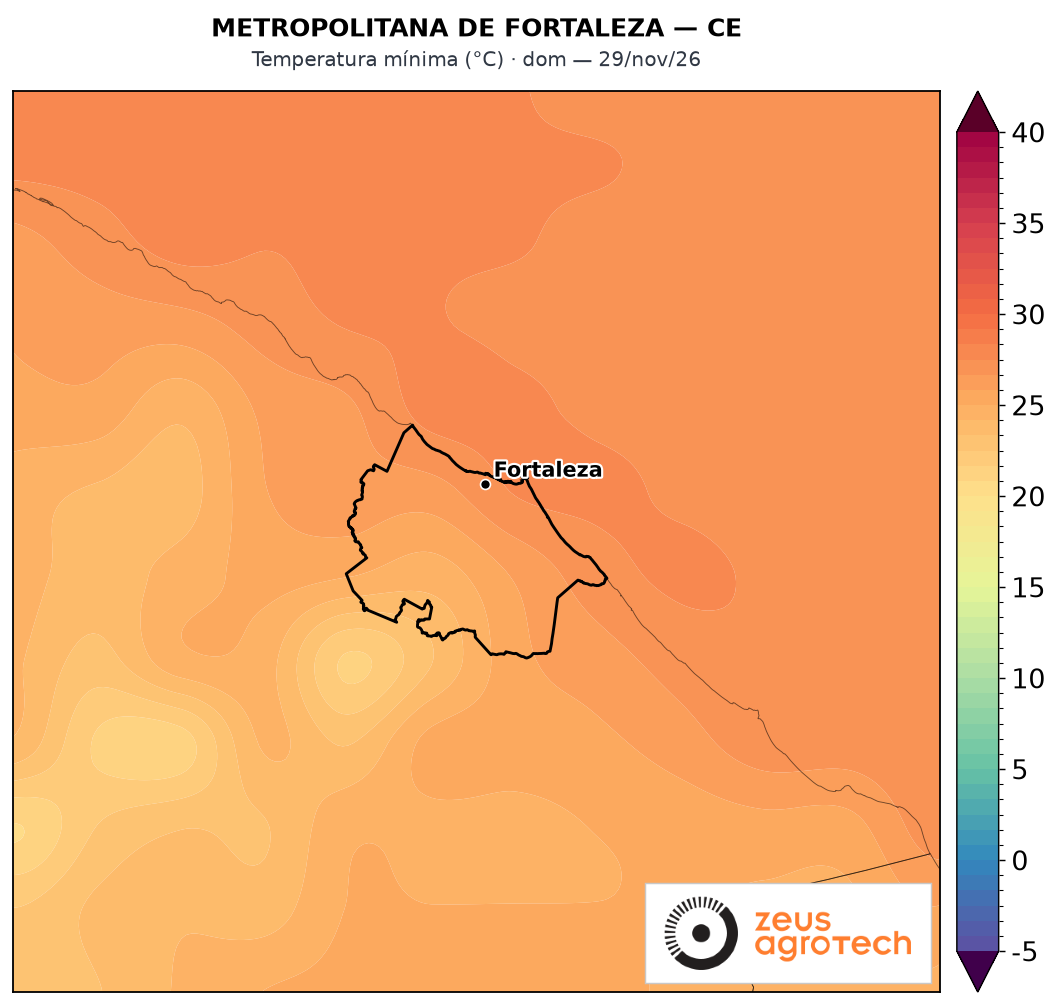 METROPOLITANA DE FORTALEZA — CE
Temperatura mínima (°C) · dom — 29/nov/26
40
35
30
25
20
15
10
5
0
-5
Fortaleza
zeus
agrotech